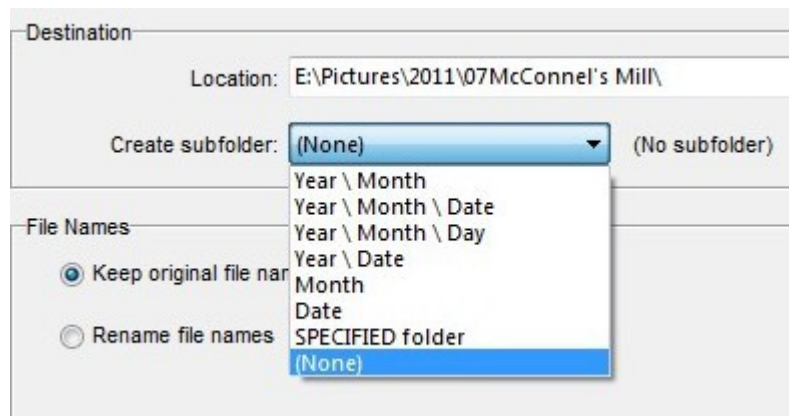 Destination
Location: E:\Pictures\2011\07McConnel's Mill\
Create subfolder: (None) (No subfolder)
Year \ Month
Year \ Month \ Date
Year \ Month \ Day
Year \ Date
Month
Date
SPECIFIED folder
(None)
File Names
Keep original file nar
Rename file names